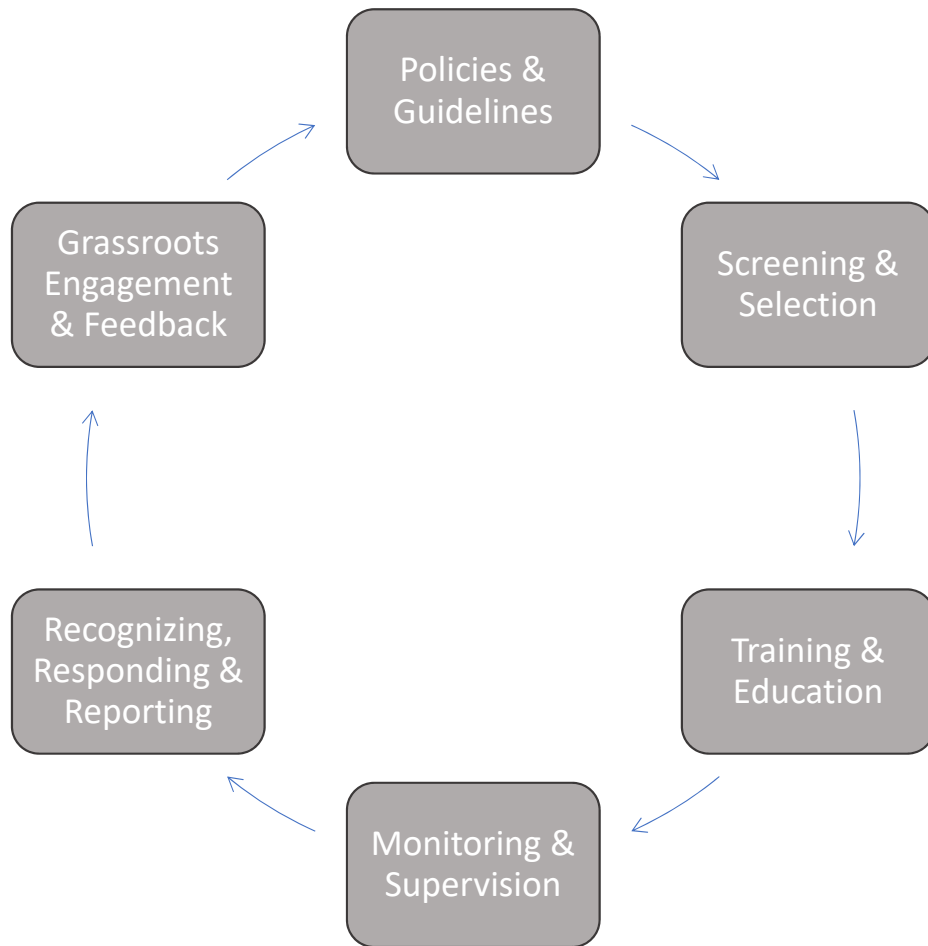 Policies &
Guidelines
Screening &
Selection
Training &
Education
Monitoring &
Supervision
Recognizing,
Responding &
Reporting
Grassroots
Engagement
& Feedback